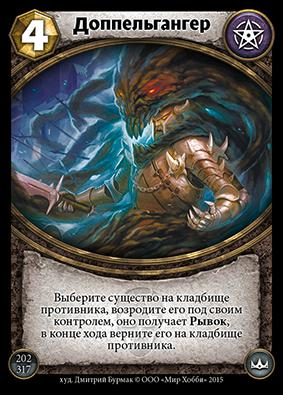 4
Доппельгангер
Выберите существо на кладбище
противника, возродите его под своим
контролем, оно получает Рывок,
в конце хода верните его на кладбище
противника.
202
317
худ. Дмитрий Бурмак © ООО «Мир Хобби» 2015